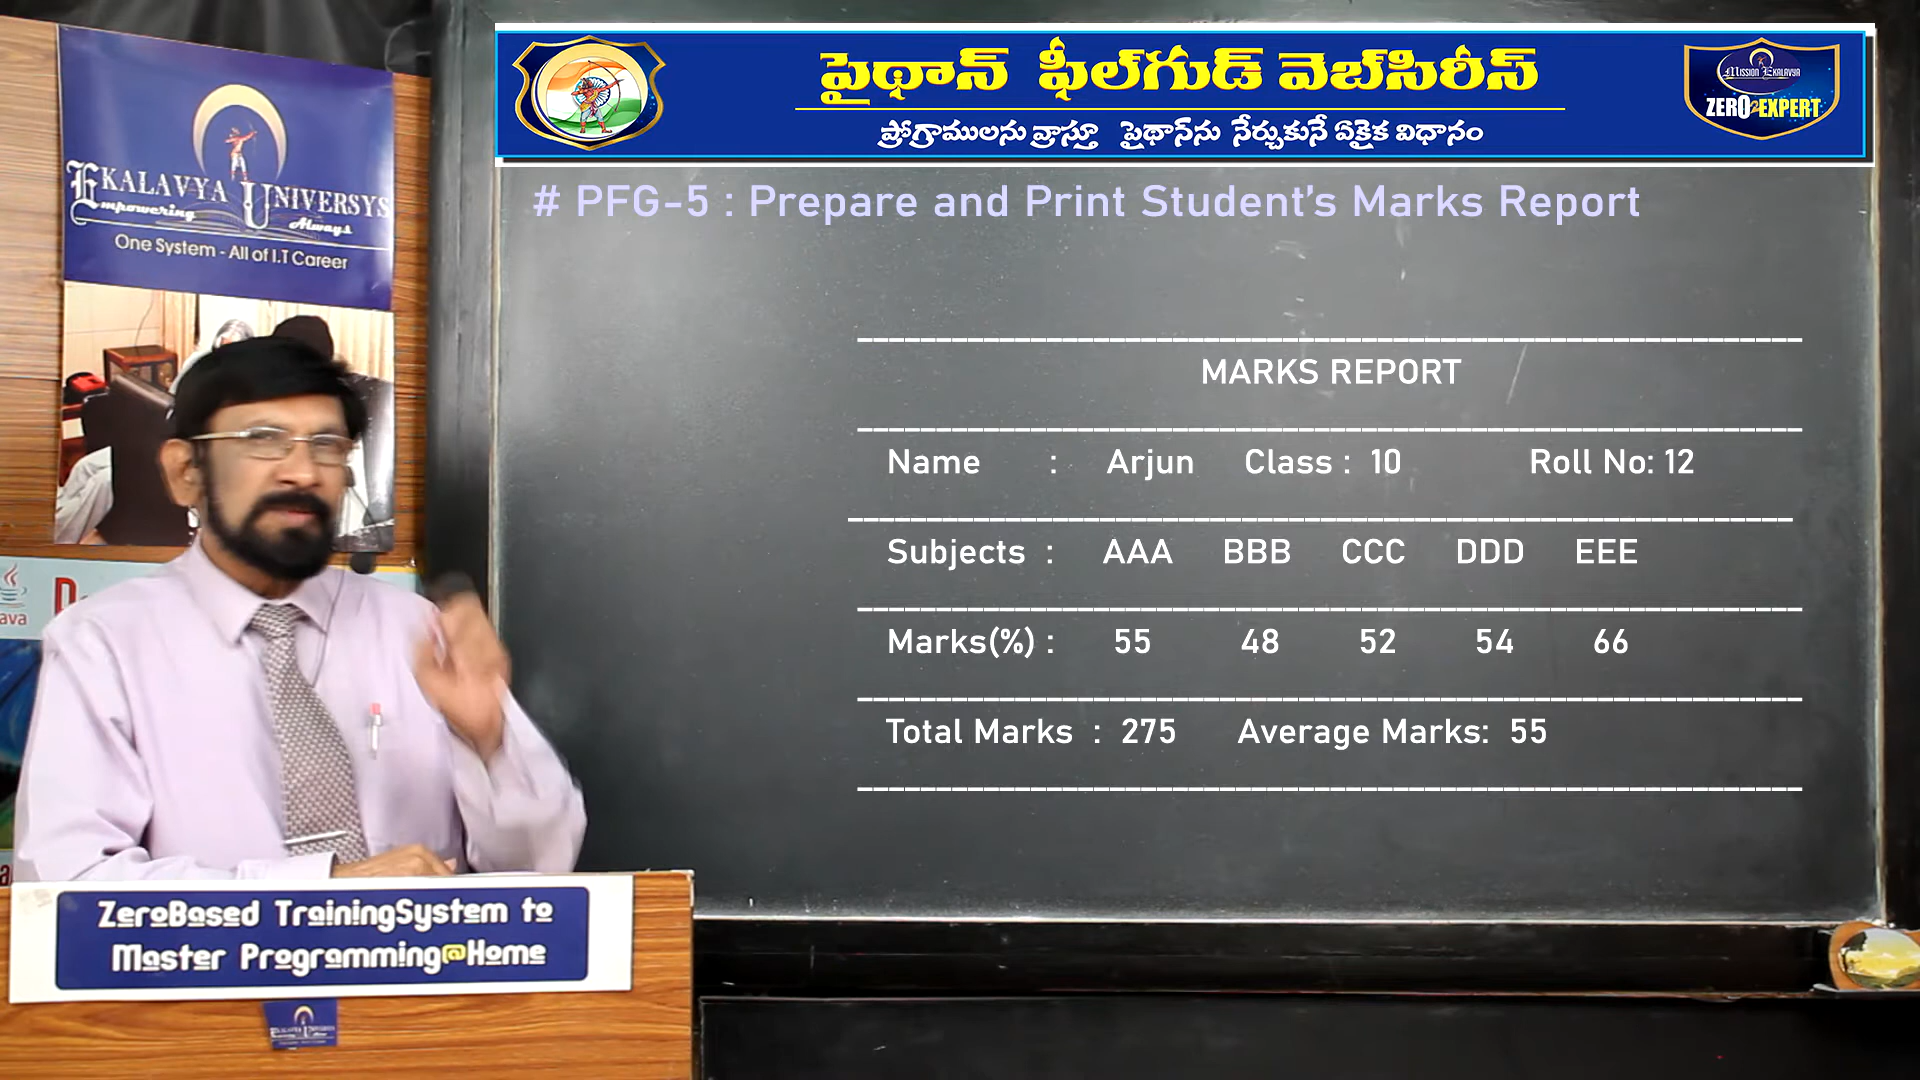 పైథాన్ ఫీల్‌గుడ్ వెబ్‌సిరీస్
ప్రోగ్రాములను వ్రాస్తూ పైథాన్‌ను నేర్చుకునే ఏకైక విధానం
MISSION EKALAVYA
ZERO2EXPERT
# PFG-5 : Prepare and Print Student's Marks Report
MARKS REPORT
Name : Arjun Class : 10 Roll No: 12
Subjects : AAA BBB CCC DDD EEE
Marks(%) : 55 48 52 54 66
Total Marks : 275 Average Marks: 55
EKALAVYA UNIVERSYS
Empowering Always
One System - All of I.T Career
ZeroBased TrainingSystem to
Master Programming@Home